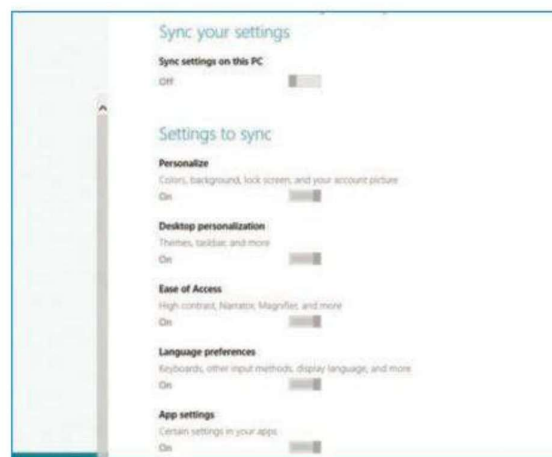 Sync your settings
Sync settings on this PC
Off
Settings to sync
Personalize
Colors, background, lock screen, and your account picture
On
Desktop personalization
Themes, taskbar, and more
On
Ease of Access
High contrast, Narrator, Magnifier, and more
On
Language preferences
Keyboards, other input methods, display language, and more
On
App settings
Certain settings in your apps
On